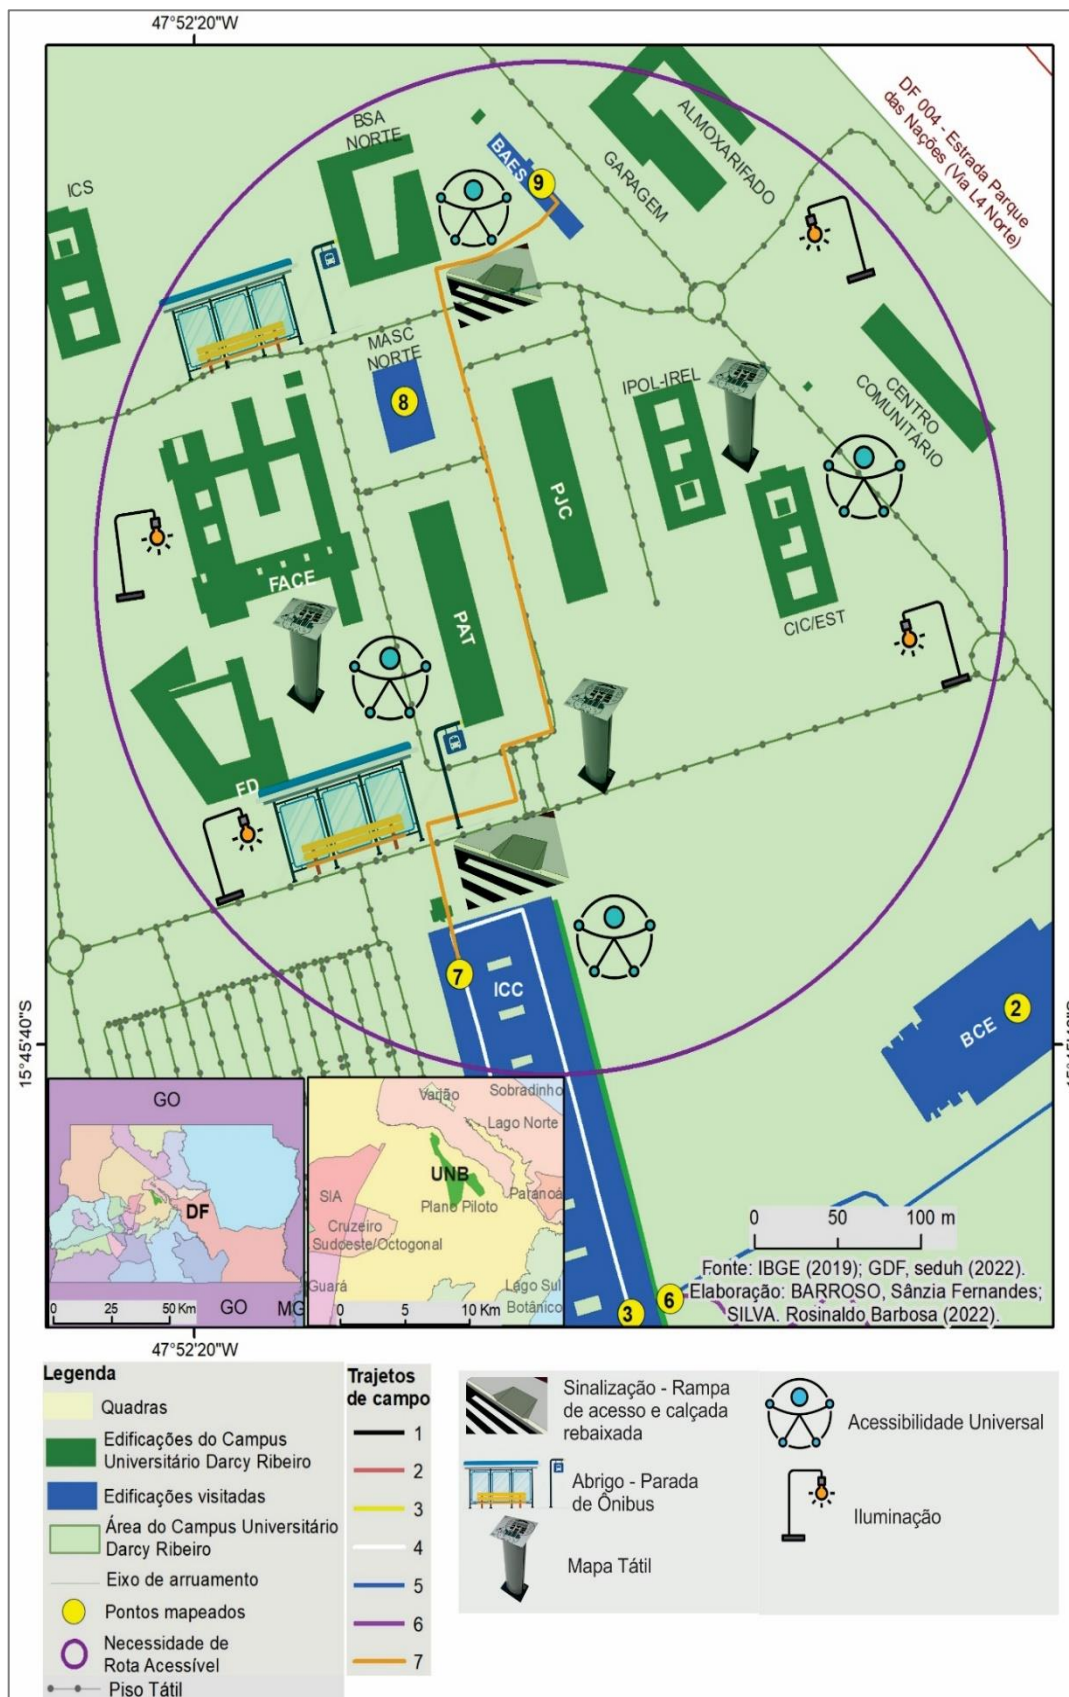 47°52'20"W
DF 004 - Estrada Parque
das Nações (Via L4 Norte)
BSA
NORTE
ICS
BAES
9
GARAGEM
ALMOXARIFADO
MASC
NORTE
8
IPOL-IREL
CENTRO
COMUNITÁRIO
PJC
FACE
PAT
CIC/EST
FD
7
ICC
2
BCE
15°45'40"S
GO
DF
GO
MG
0 25 50 Km
Varjão
Sobradinho
Lago Norte
UNB
SIA
Plano Piloto
Paranoá
Cruzeiro
Sudoeste/Octogonal
Guará
Lago Sul
Botânico
0 5 10 Km
3
6
0 50 100 m
Fonte: IBGE (2019); GDF, seduh (2022).
Elaboração: BARROSO, Sânzia Fernandes;
SILVA. Rosinaldo Barbosa (2022).
47°52'20"W
Legenda
Quadras
Edificações do Campus
Universitário Darcy Ribeiro
Edificações visitadas
Área do Campus Universitário
Darcy Ribeiro
Eixo de arruamento
Pontos mapeados
Necessidade de
Rota Acessível
Piso Tátil
Trajetos
de campo
1
2
3
4
5
6
7
Sinalização - Rampa
de acesso e calçada
rebaixada
Abrigo - Parada
de Ônibus
Mapa Tátil
Acessibilidade Universal
Iluminação